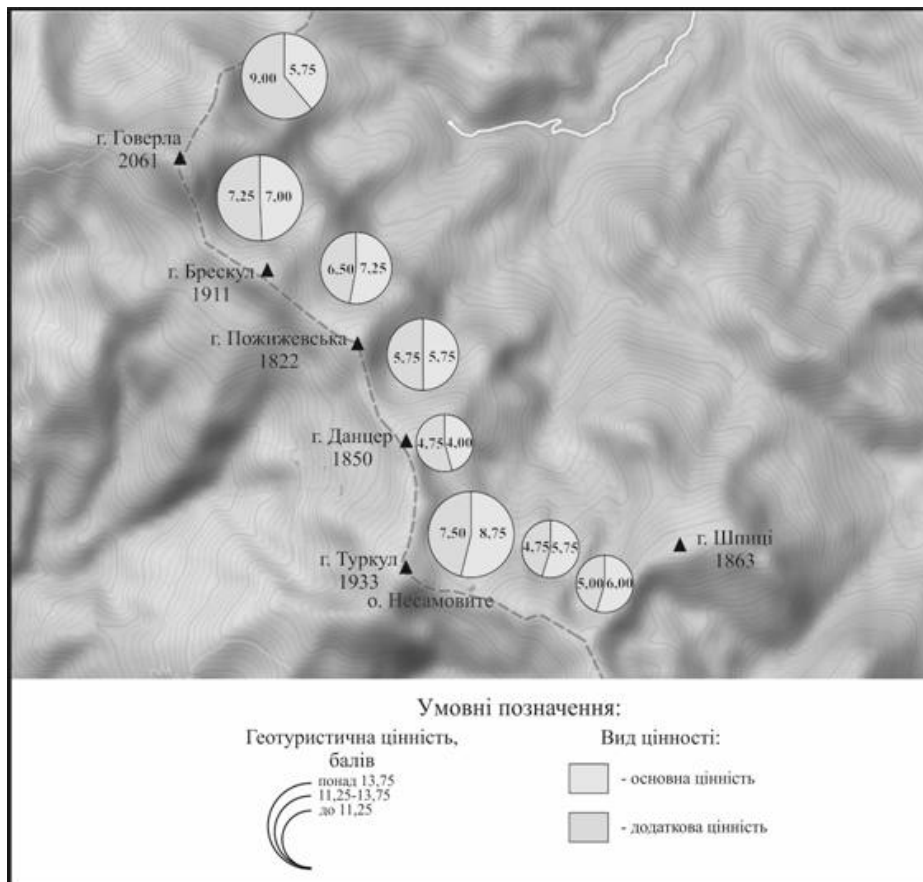 9,00 5,75
г. Говерла
2061
7,25 7,00
6,50 7,25
г. Брескул
1911
г. Пожижевська
1822
5,75 5,75
г. Данцер
1850
4,75 4,00
7,50 8,75
4,75 5,75
г. Шпиці
1863
г. Туркул
1933
5,00 6,00
о. Несамовите
Умовні позначення:
Геотуристична цінність,
балів
понад 13,75
11,25-13,75
до 11,25
Вид цінності:
- основна цінність
- додаткова цінність